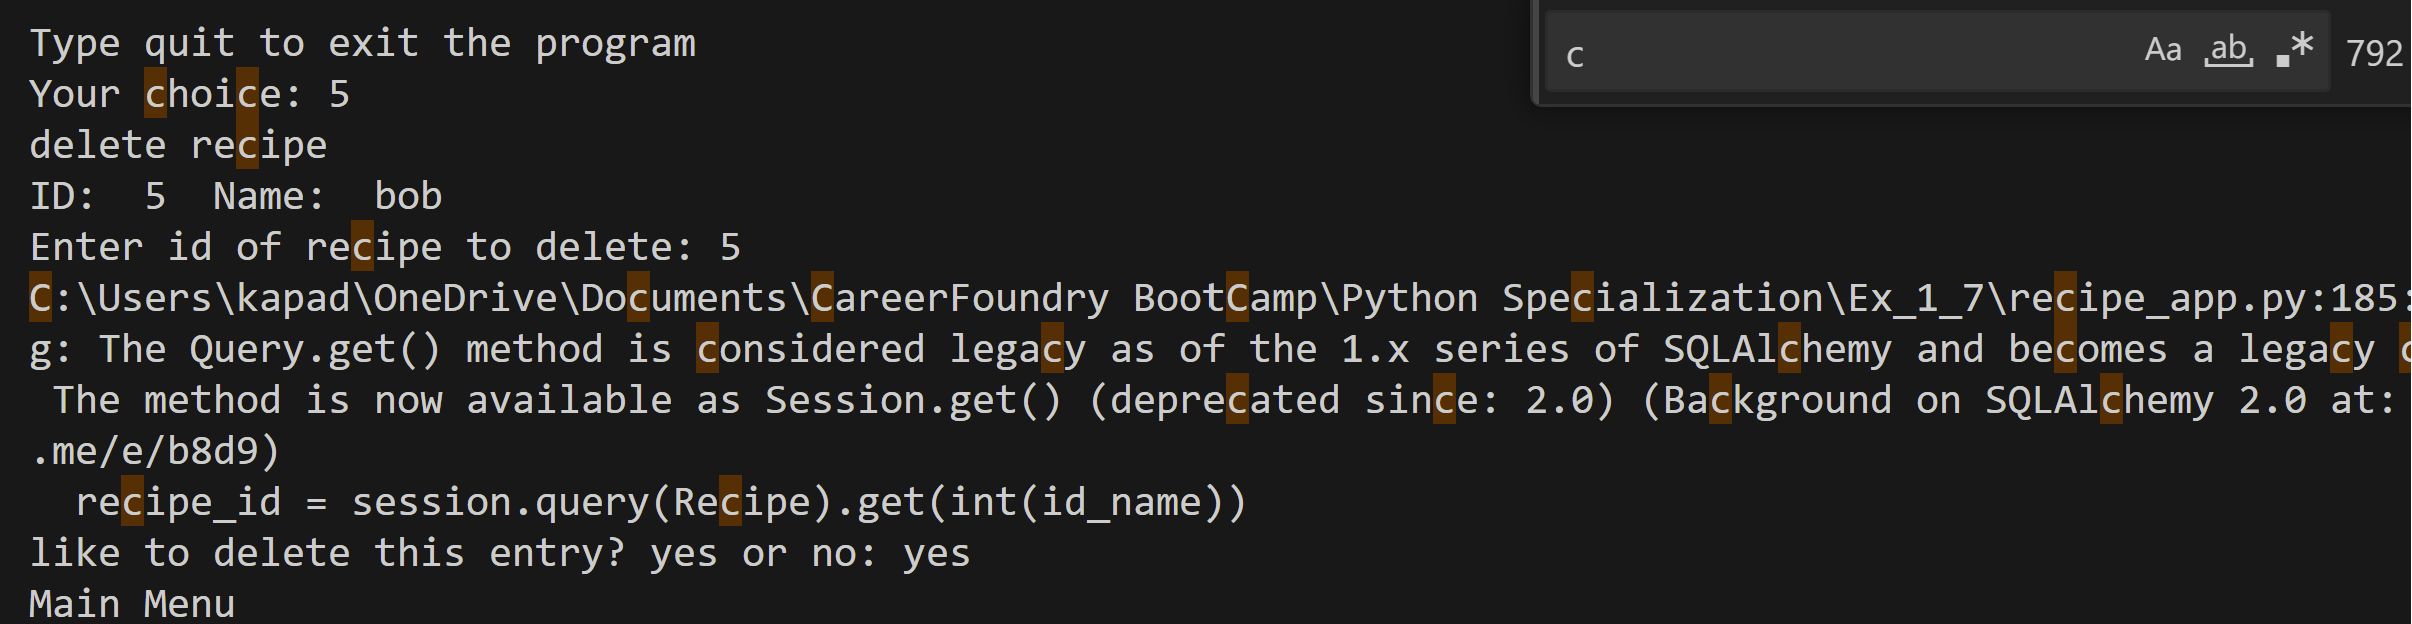 Type quit to exit the program
Your choice: 5
delete recipe
ID:  5  Name:  bob
Enter id of recipe to delete: 5
C:\Users\kapad\OneDrive\Documents\CareerFoundry BootCamp\Python Specialization\Ex_1_7\recipe_app.py:185:
g: The Query.get() method is considered legacy as of the 1.x series of SQLAlchemy and becomes a legacy c
 The method is now available as Session.get() (deprecated since: 2.0) (Background on SQLAlchemy 2.0 at:
.me/e/b8d9)
  recipe_id = session.query(Recipe).get(int(id_name))
like to delete this entry? yes or no: yes
Main Menu
c Aa ab .* 792